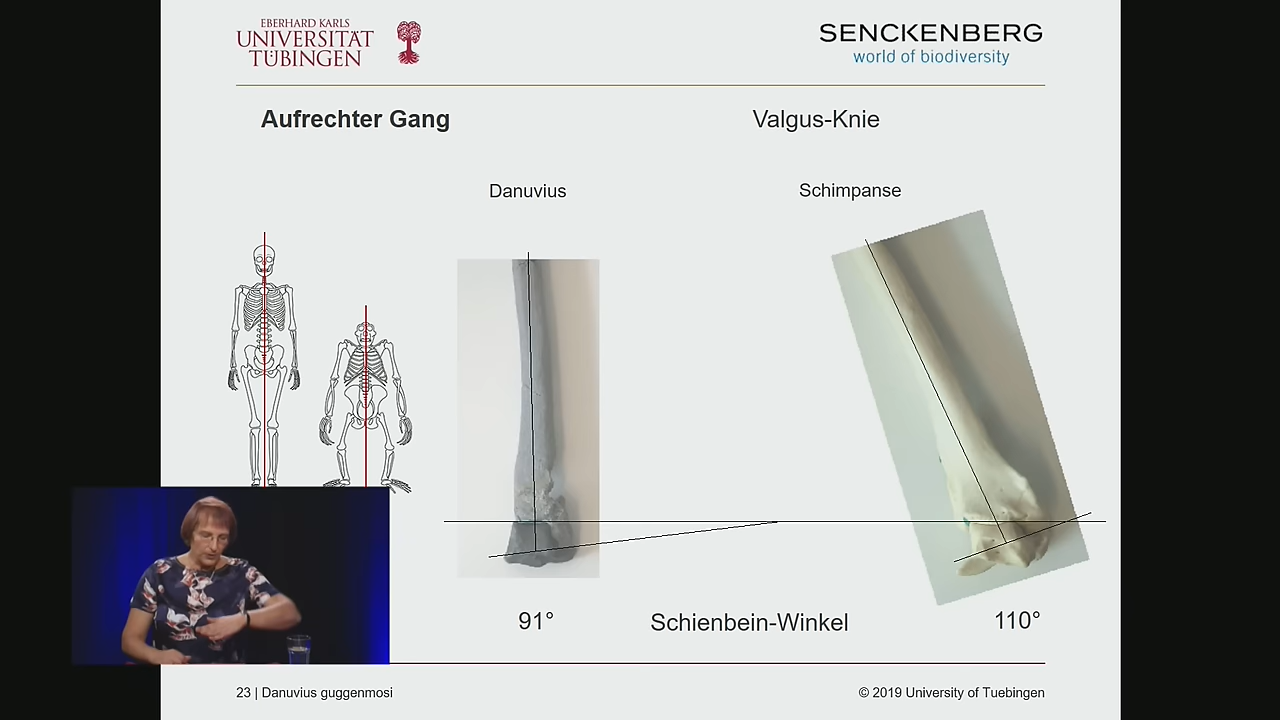 EBERHARD KARLS
UNIVERSITÄT
TÜBINGEN
SENCKENBERG
world of biodiversity
Aufrechter Gang
Valgus-Knie
Danuvius
Schimpanse
91°
Schienbein-Winkel
110°
23 | Danuvius guggenmosi
© 2019 University of Tuebingen